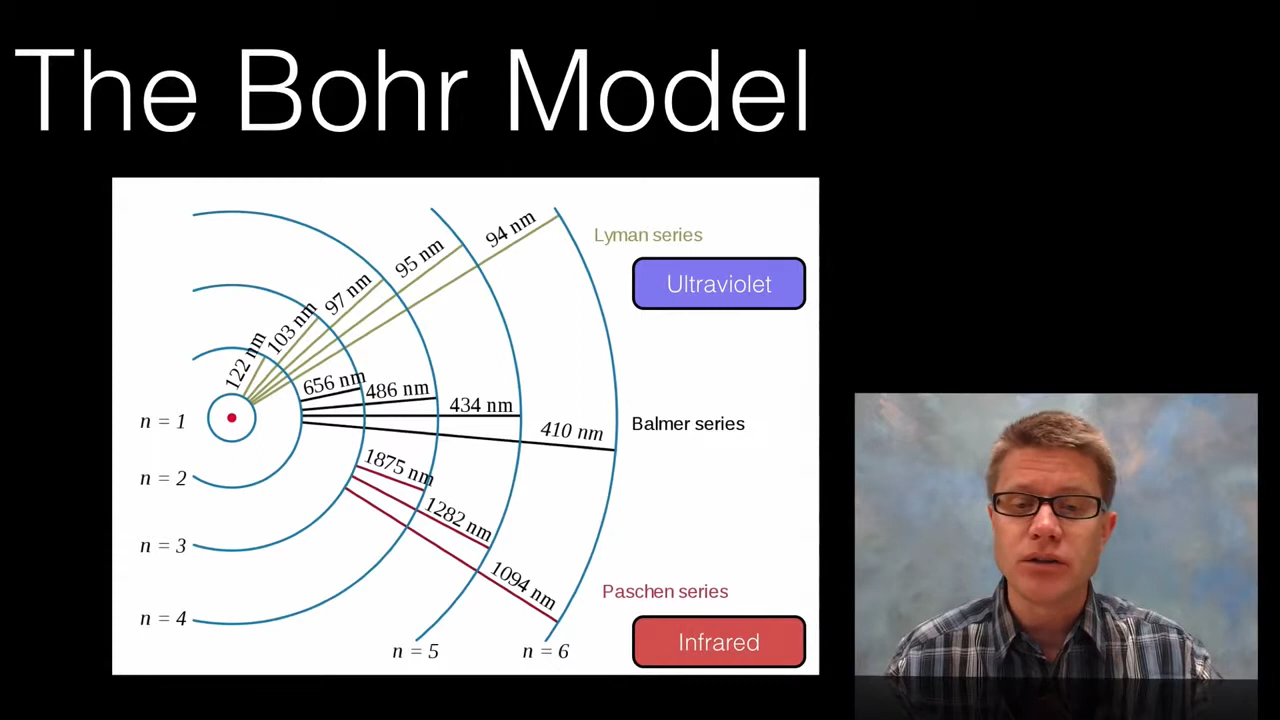 The Bohr Model
94 nm
95 nm
97 nm
103 nm
122 nm
Lyman series
Ultraviolet
656 nm
486 nm
434 nm
410 nm
Balmer series
n = 1
n = 2
n = 3
n = 4
n = 5
n = 6
1875 nm
1282 nm
1094 nm
Paschen series
Infrared